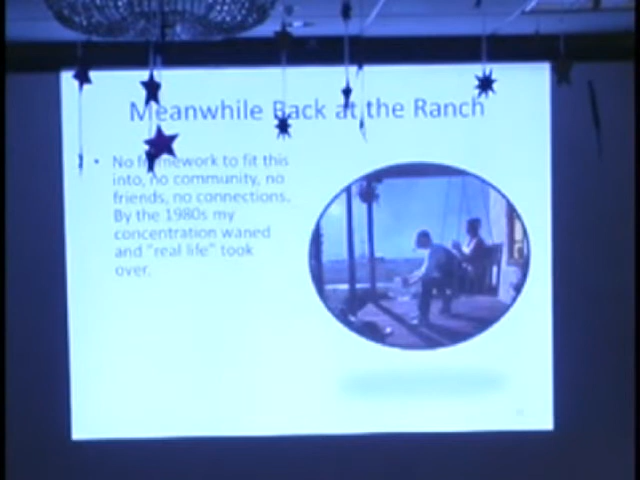 Meanwhile Back at the Ranch
• No framework to fit this
into, no community, no
friends, no connections.
By the 1980s my
concentration waned
and "real life" took
over.